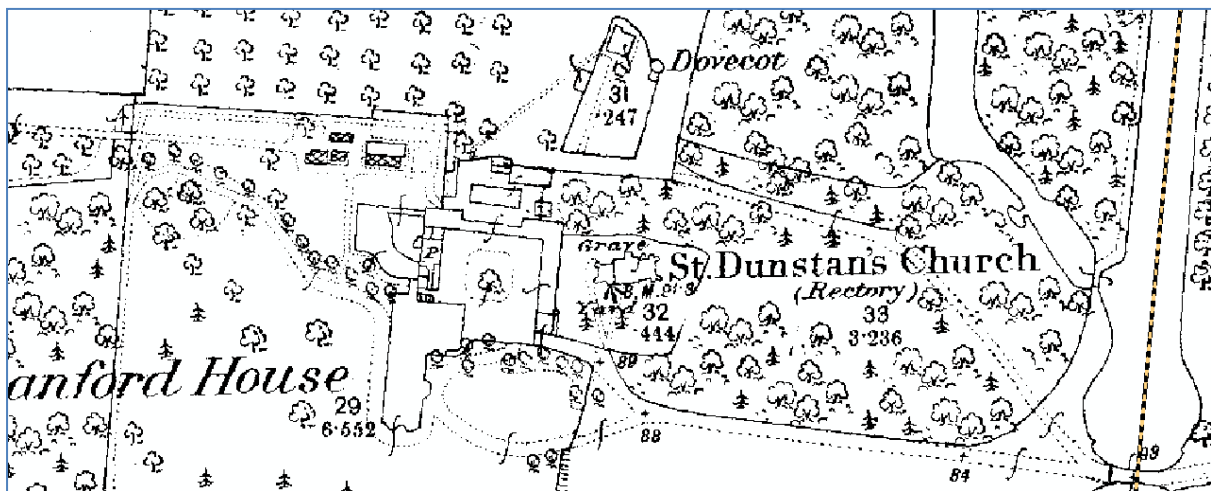 Dovecot
31
·247
Grave
St. Dunstan's Church
(Rectory)
32
·444
33
3·236
anford House
29
6·552
89
88
84
P